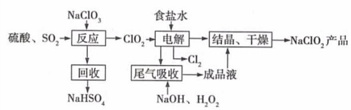 NaClO₃
食盐水
硫酸、SO₂ 反应 ClO₂ 电解 结晶、干燥 NaClO₂产品
Cl₂
回收 尾气吸收 成品液
NaHSO₄ NaOH、H₂O₂